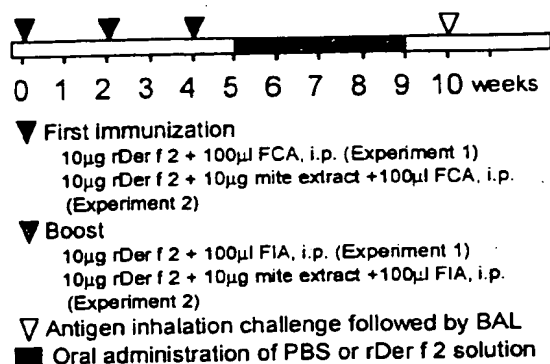 0 1 2 3 4 5 6 7 8 9 10 weeks
First immunization
10µg rDer f 2 + 100µl FCA, i.p. (Experiment 1)
10µg rDer f 2 + 10µg mite extract +100µl FCA, i.p.
(Experiment 2)
Boost
10µg rDer f 2 + 100µl FIA, i.p. (Experiment 1)
10µg rDer f 2 + 10µg mite extract +100µl FIA, i.p.
(Experiment 2)
Antigen inhalation challenge followed by BAL
Oral administration of PBS or rDer f 2 solution